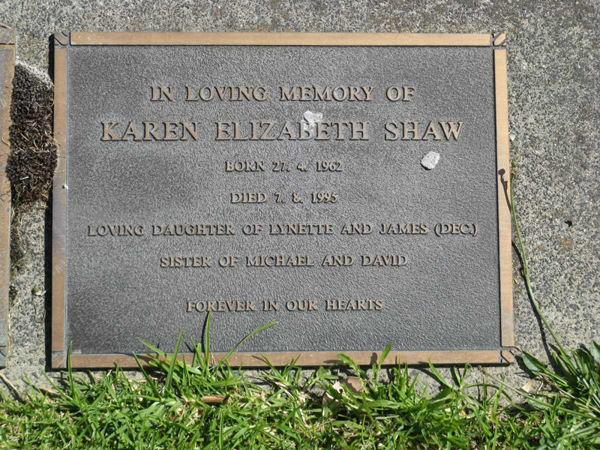 IN LOVING MEMORY OF
KAREN ELIZABETH SHAW
BORN 27. 4. 1962
DIED 7. 8. 1995
LOVING DAUGHTER OF LYNETTE AND JAMES (DEC.)
SISTER OF MICHAEL AND DAVID
FOREVER IN OUR HEARTS